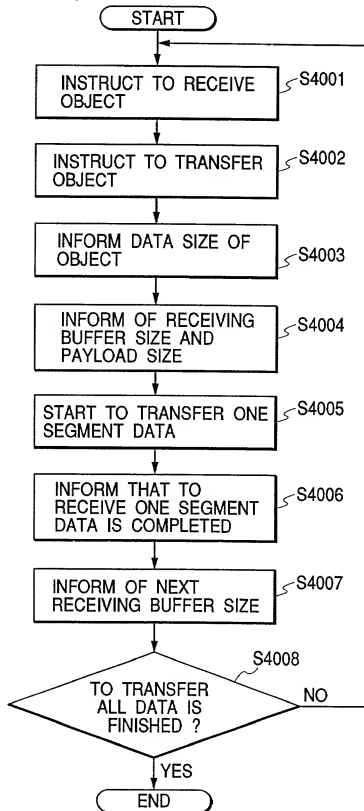 START
INSTRUCT TO RECEIVE
OBJECT
S4001
INSTRUCT TO TRANSFER
OBJECT
S4002
INFORM DATA SIZE OF
OBJECT
S4003
INFORM OF RECEIVING
BUFFER SIZE AND
PAYLOAD SIZE
S4004
START TO TRANSFER ONE
SEGMENT DATA
S4005
INFORM THAT TO
RECEIVE ONE SEGMENT
DATA IS COMPLETED
S4006
INFORM OF NEXT
RECEIVING BUFFER SIZE
S4007
S4008
TO TRANSFER
ALL DATA IS
FINISHED ?
NO
YES
END